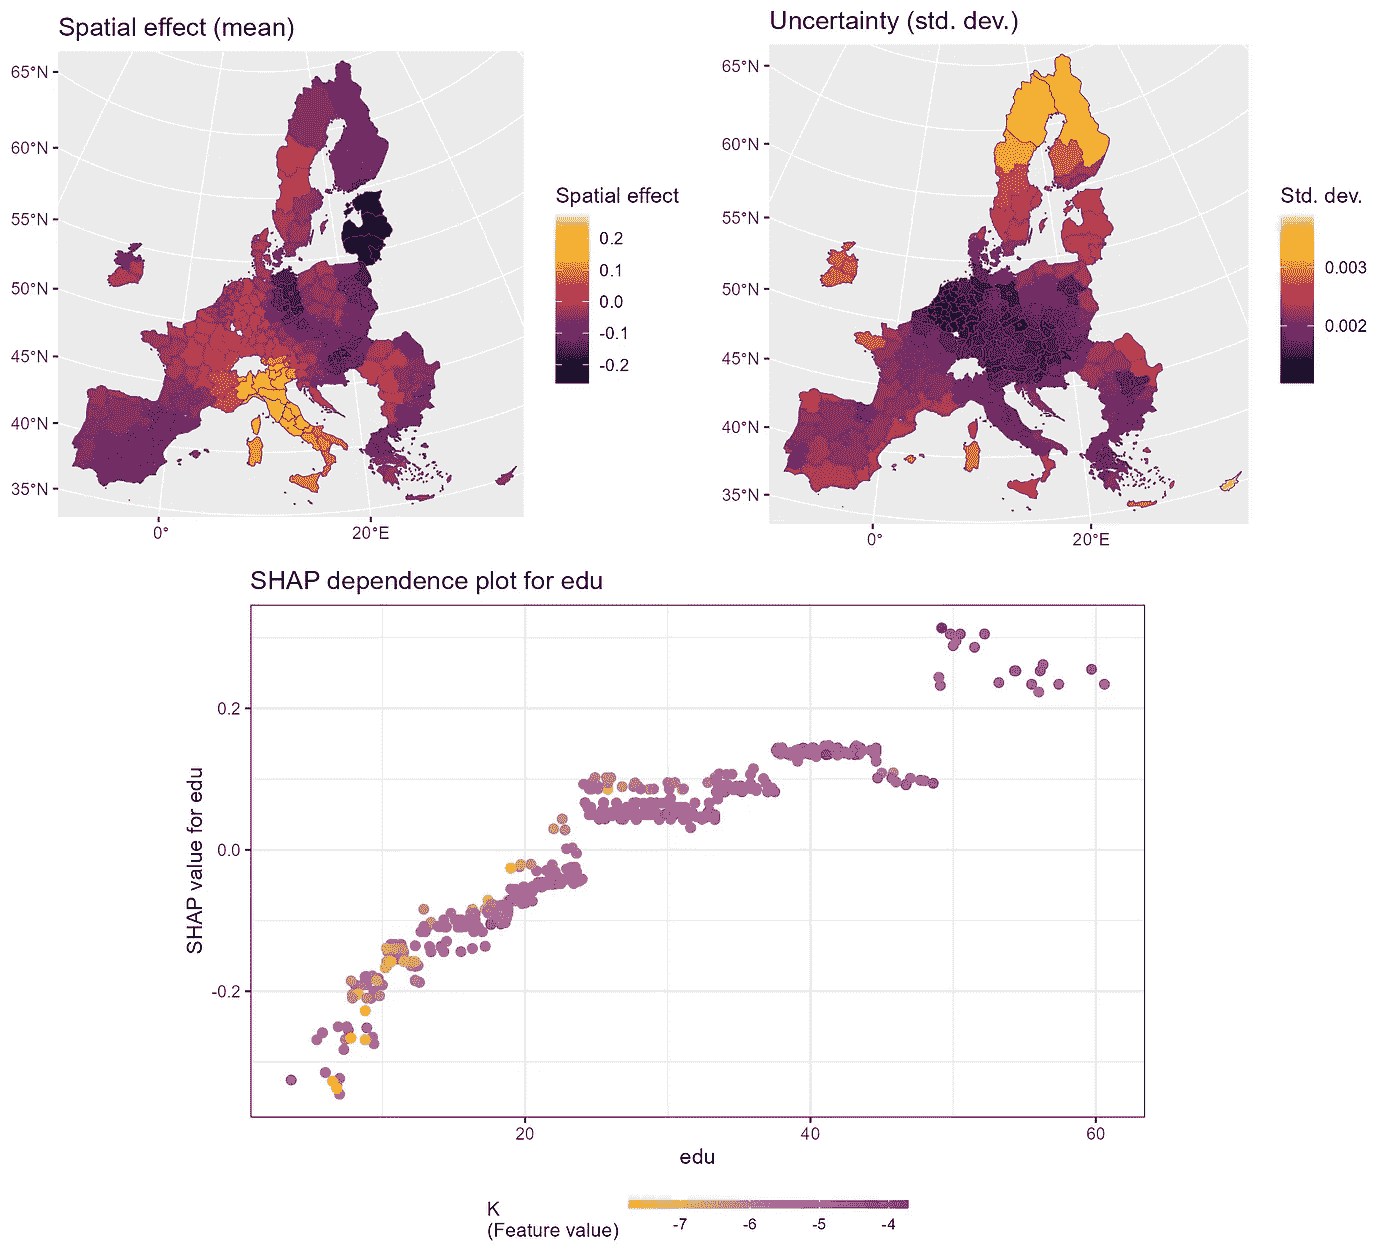 Spatial effect (mean)
65°N
60°N
55°N
50°N
45°N
40°N
35°N
0°
20°E
Spatial effect
0.2
0.1
0.0
-0.1
-0.2
Uncertainty (std. dev.)
65°N
60°N
55°N
50°N
45°N
40°N
35°N
0°
20°E
Std. dev.
0.003
0.002
SHAP dependence plot for edu
SHAP value for edu
0.2
0.0
-0.2
20
40
60
edu
K
(Feature value)
-7
-6
-5
-4